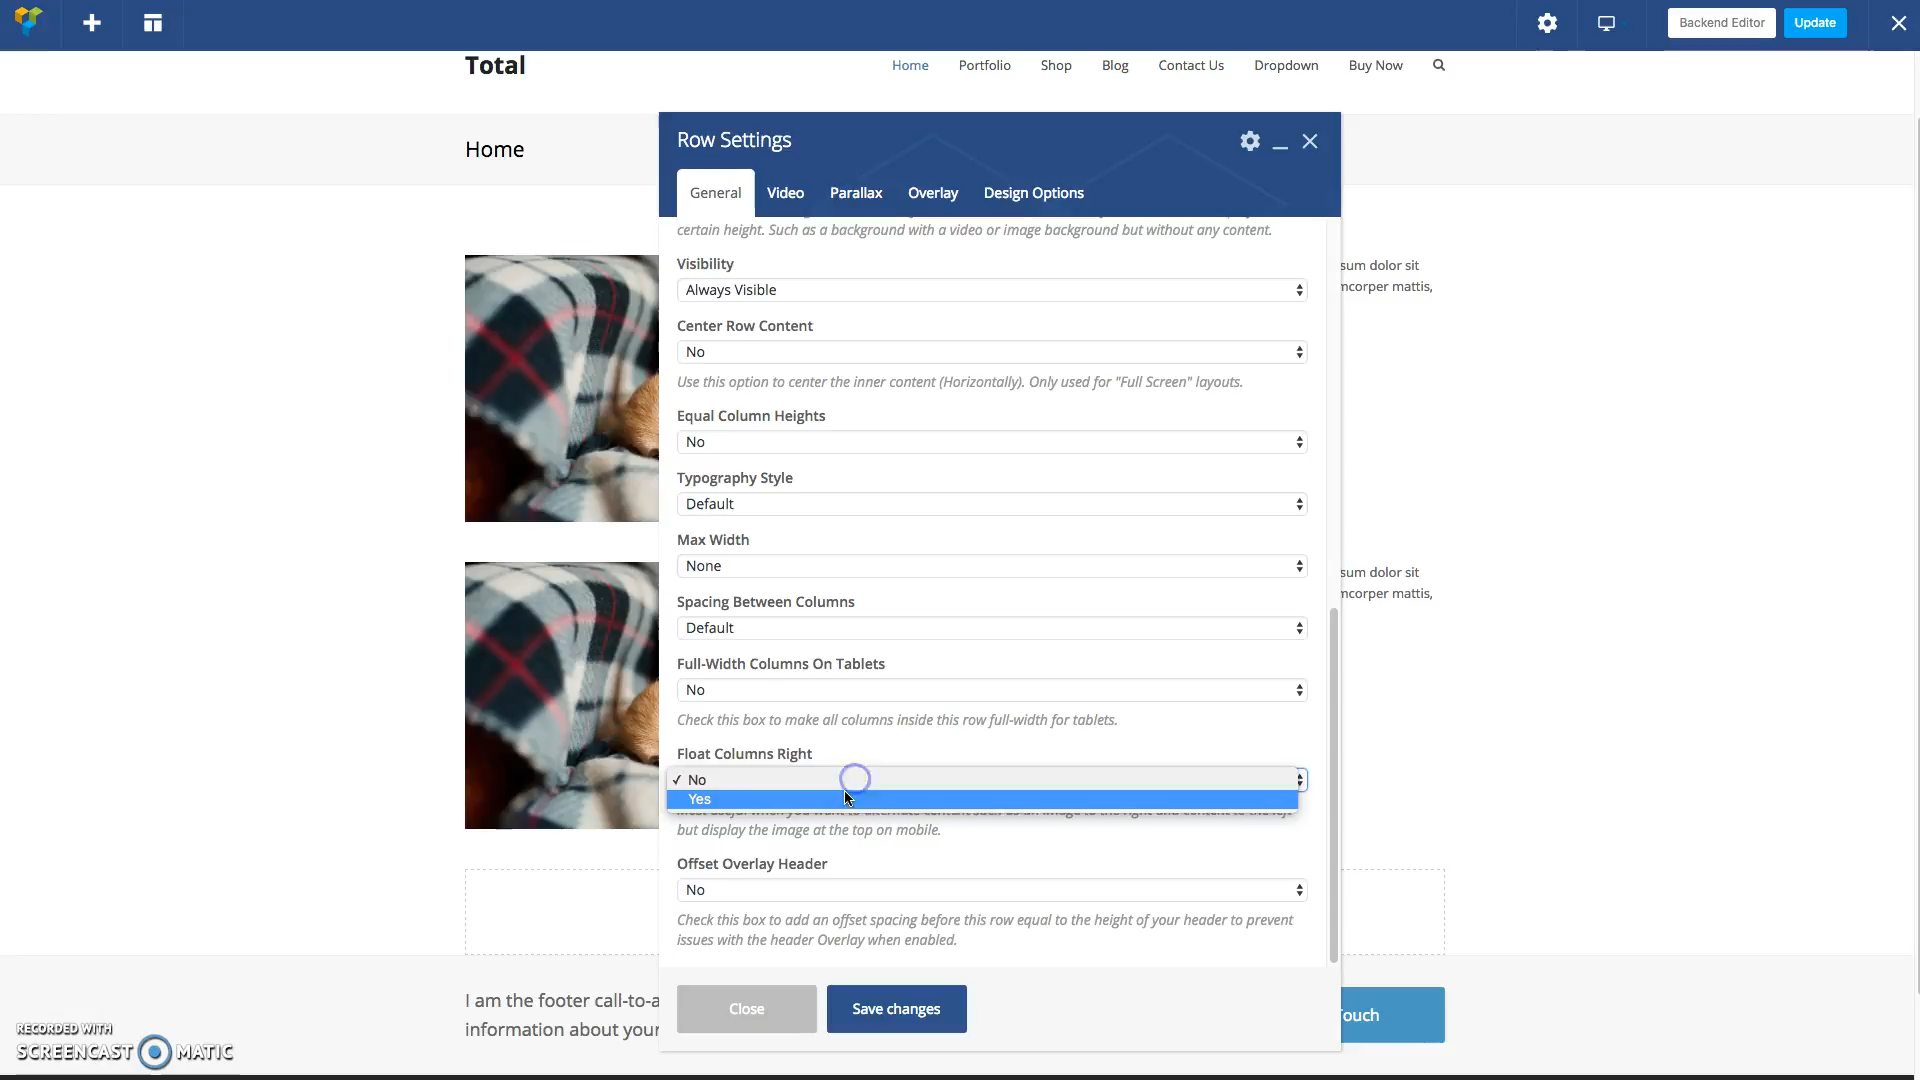 Backend Editor
Update
Total
Home
Portfolio
Shop
Blog
Contact Us
Dropdown
Buy Now
Home
Row Settings
General
Video
Parallax
Overlay
Design Options
certain height. Such as a background with a video or image background but without any content.
Visibility
Always Visible
sum dolor sit
mcorper mattis,
Center Row Content
No
Use this option to center the inner content (Horizontally). Only used for "Full Screen" layouts.
Equal Column Heights
No
Typography Style
Default
Max Width
None
sum dolor sit
mcorper mattis,
Spacing Between Columns
Default
Full-Width Columns On Tablets
No
Check this box to make all columns inside this row full-width for tablets.
Float Columns Right
✓ No
Yes
but display the image at the top on mobile.
Offset Overlay Header
No
Check this box to add an offset spacing before this row equal to the height of your header to prevent
issues with the header Overlay when enabled.
I am the footer call-to-a
information about your
Close
Save changes
Touch
RECORDED WITH
SCREENCAST MATIC